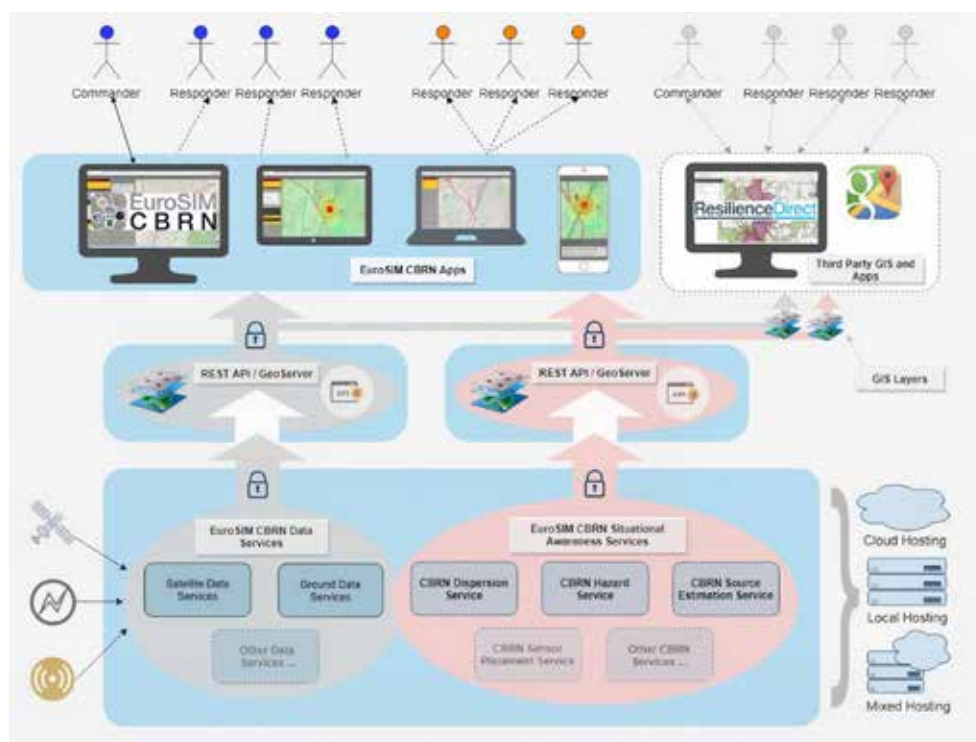 Commander
Responder
Responder
Responder
Responder
Responder
Responder
Commander
Responder
Responder
Responder
EuroSIM
CBRN
ResilienceDirect
EuroSIM CBRN Apps
Third Party GIS and
Apps
REST API / GeoServer
REST API / GeoServer
GIS Layers
EuroSIM CBRN Data
Services
EuroSIM CBRN Situational
Awareness Services
Satellite Data
Services
Ground Data
Services
CBRN Dispersion
Service
CBRN Hazard
Service
CBRN Source
Estimation Service
Other Data
Services ...
CBRN Sensor
Placement Service
Other CBRN
Services ...
Cloud Hosting
Local Hosting
Mixed Hosting